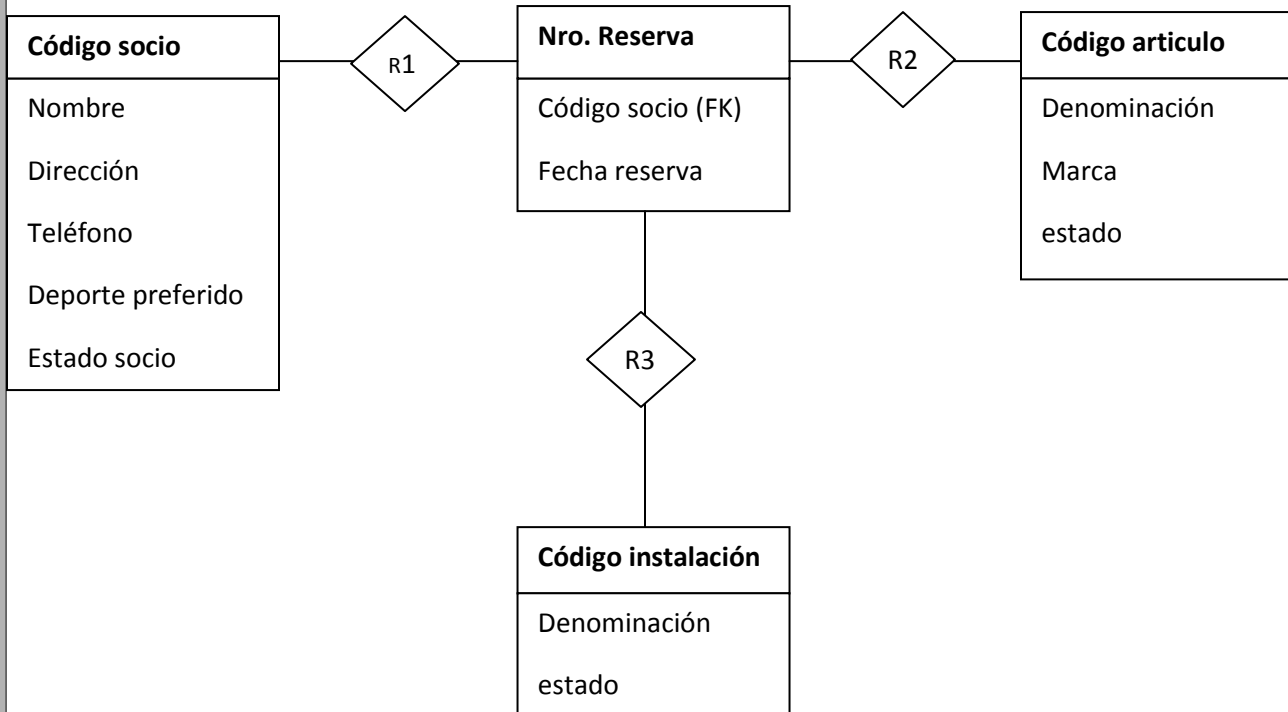 Código socio
Nombre
Dirección
Teléfono
Deporte preferido
Estado socio
R1
Nro. Reserva
Código socio (FK)
Fecha reserva
R2
Código articulo
Denominación
Marca
estado
R3
Código instalación
Denominación
estado